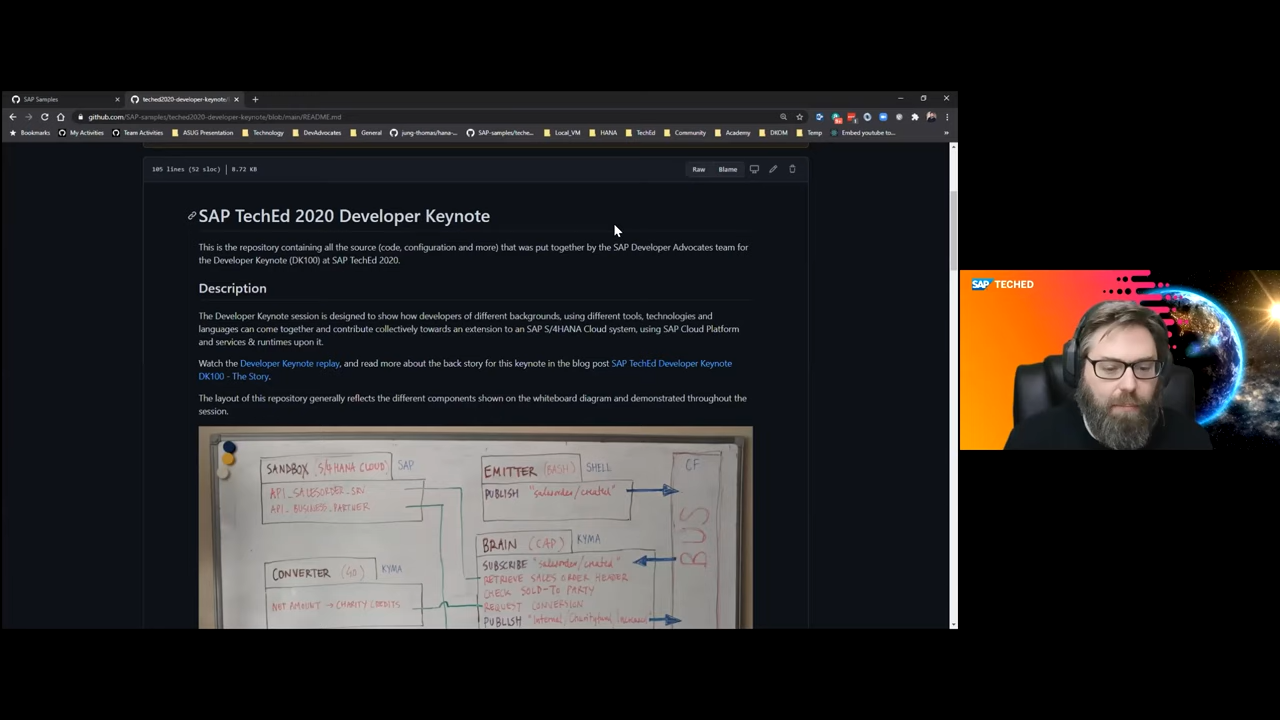 SAP Samples
teched2020-developer-keynote/
github.com/SAP-samples/teched2020-developer-keynote/blob/main/README.md
Bookmarks My Activities Team Activities ASUG Presentation Technology DevAdvocates General jung-thomas/hana-... SAP-samples/teche... Local_VM HANA TechEd Community Academy DKOM Temp Embed youtube to...
105 lines (52 sloc) 8.72 KB
Raw Blame
SAP TechEd 2020 Developer Keynote
This is the repository containing all the source (code, configuration and more) that was put together by the SAP Developer Advocates team for
the Developer Keynote (DK100) at SAP TechEd 2020.
Description
The Developer Keynote session is designed to show how developers of different backgrounds, using different tools, technologies and
languages can come together and contribute collectively towards an extension to an SAP S/4HANA Cloud system, using SAP Cloud Platform
and services & runtimes upon it.
Watch the Developer Keynote replay, and read more about the back story for this keynote in the blog post SAP TechEd Developer Keynote
DK100 - The Story.
The layout of this repository generally reflects the different components shown on the whiteboard diagram and demonstrated throughout the
session.
SANDBOX (S/4HANA CLOUD) SAP
API_SALESORDER_SRV
API_BUSINESS_PARTNER
CONVERTER (GO) KYMA
NET AMOUNT → CHARITY CREDITS
EMITTER (BASH) SHELL
PUBLISH "salesorder/created"
BRAIN (CAP) KYMA
SUBSCRIBE "salesorder/created"
RETRIEVE SALES ORDER HEADER
CHECK SOLD-TO PARTY
REQUEST CONVERSION
PUBLISH "Internal/Charityfund/Increased"
CF
BUS
SAP TECHED